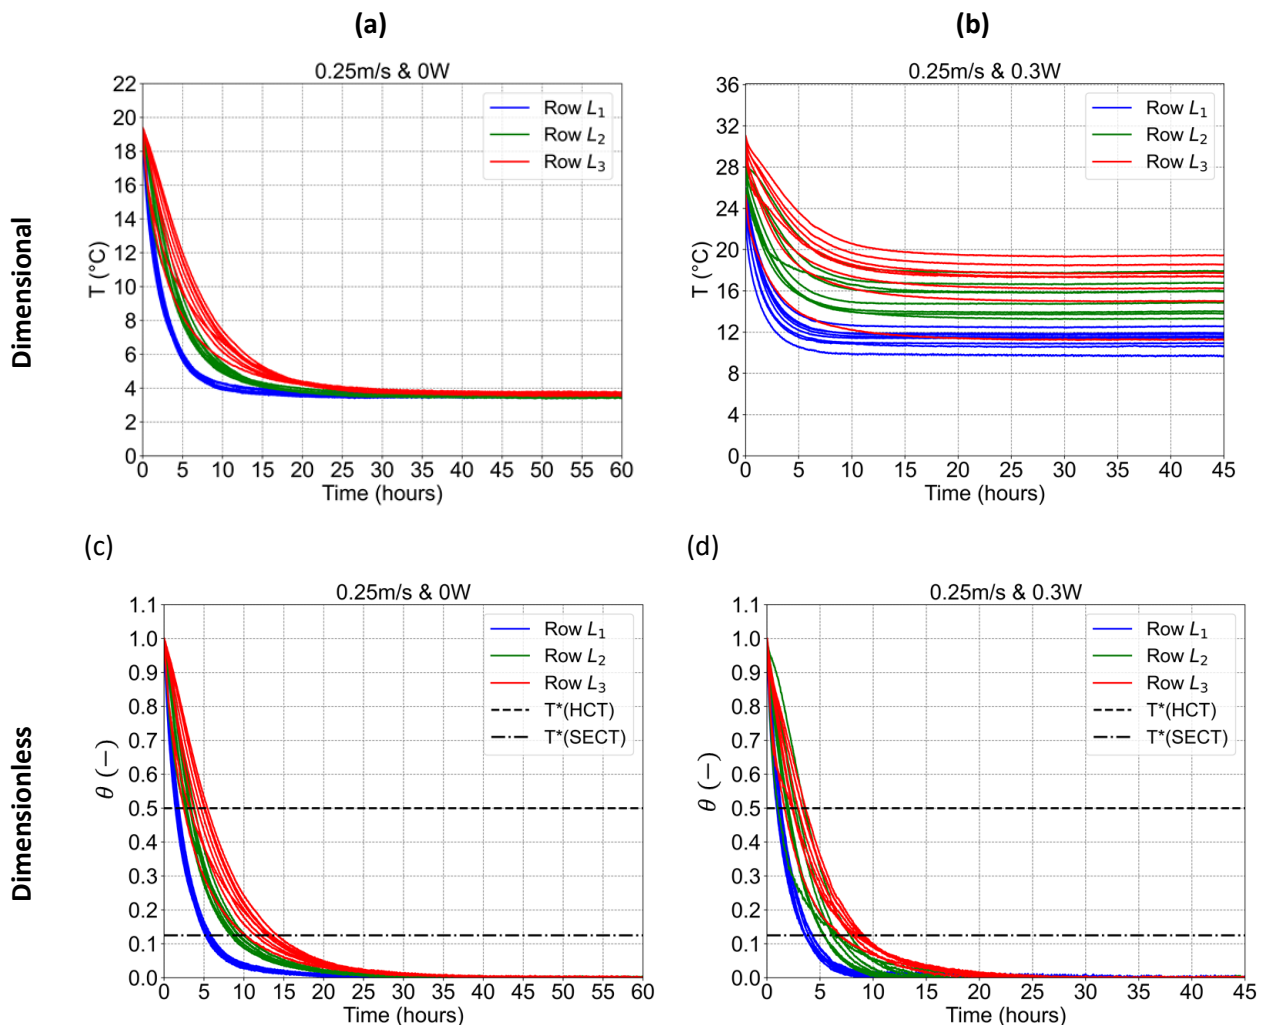 (a)
(b)
Dimensional
0.25m/s & 0W
22
20
18
16
14
12
10
8
6
4
2
0
T (°C)
Row L₁
Row L₂
Row L₃
0 5 10 15 20 25 30 35 40 45 50 55 60
Time (hours)
0.25m/s & 0.3W
36
32
28
24
20
16
12
8
4
0
T (°C)
Row L₁
Row L₂
Row L₃
0 5 10 15 20 25 30 35 40 45
Time (hours)
(c)
(d)
Dimensionless
0.25m/s & 0W
1.1
1.0
0.9
0.8
0.7
0.6
0.5
0.4
0.3
0.2
0.1
0.0
θ (−)
Row L₁
Row L₂
Row L₃
T*(HCT)
T*(SECT)
0 5 10 15 20 25 30 35 40 45 50 55 60
Time (hours)
0.25m/s & 0.3W
1.1
1.0
0.9
0.8
0.7
0.6
0.5
0.4
0.3
0.2
0.1
0.0
θ (−)
Row L₁
Row L₂
Row L₃
T*(HCT)
T*(SECT)
0 5 10 15 20 25 30 35 40 45
Time (hours)